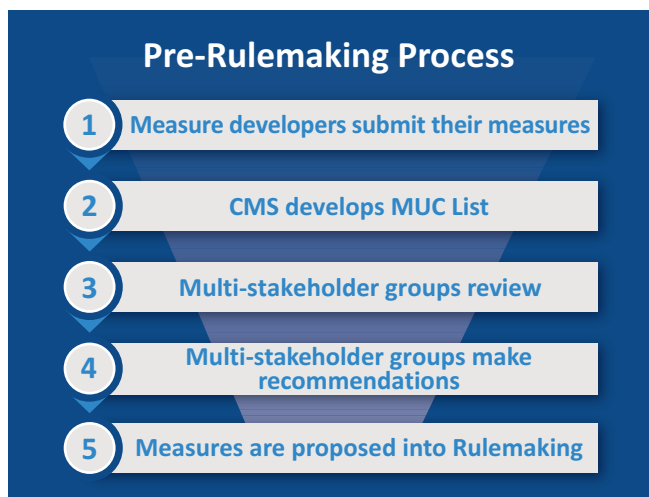 Pre-Rulemaking Process
1 Measure developers submit their measures
2 CMS develops MUC List
3 Multi-stakeholder groups review
4 Multi-stakeholder groups make
recommendations
5 Measures are proposed into Rulemaking